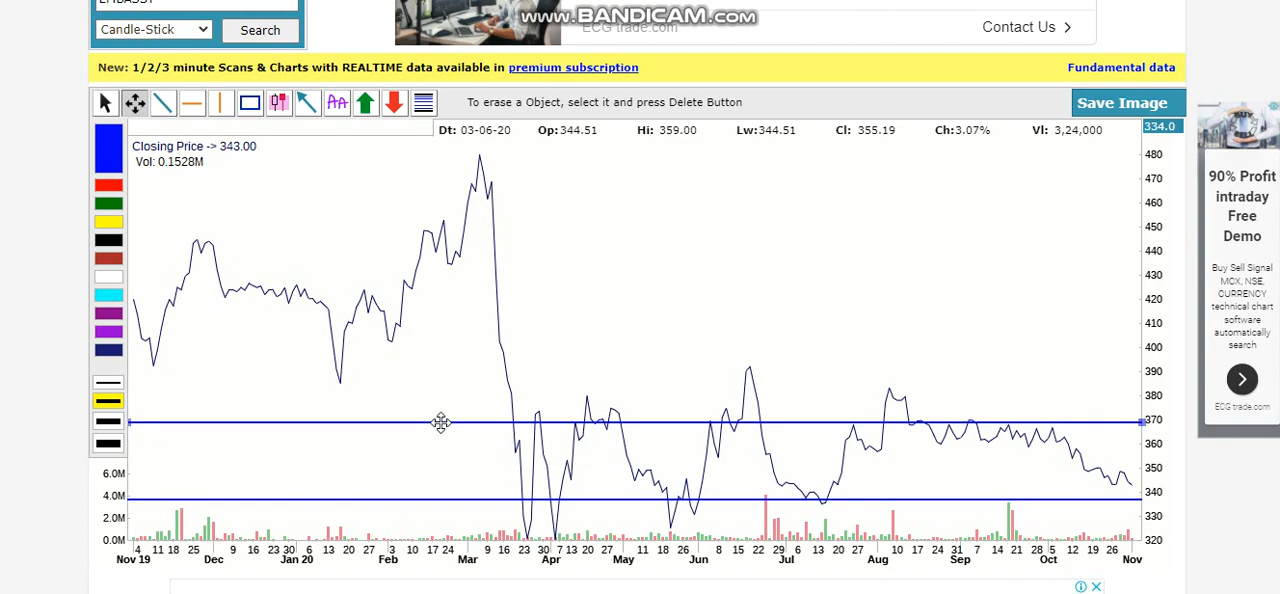 www.BANDICAM.com
Candle-Stick
Search
ECG trade.com
Contact Us
New: 1/2/3 minute Scans & Charts with REALTIME data available in premium subscription
Fundamental data
To erase a Object, select it and press Delete Button
Save Image
Dt: 03-06-20 Op:344.51 Hi: 359.00 Lw:344.51 Cl: 355.19 Ch:3.07% Vl: 3,24,000
334.0
Closing Price -> 343.00
Vol: 0.1528M
480
470
460
450
440
430
420
410
400
390
380
370
360
350
340
330
320
6.0M
4.0M
2.0M
0.0M
4 11 18 25 9 16 23 30 6 13 20 27 3 10 17 24 9 16 23 30 7 13 20 27 11 18 26 8 15 22 29 6 13 20 27 10 17 24 31 7 14 21 28 5 12 19 26
Nov 19 Dec Jan 20 Feb Mar Apr May Jun Jul Aug Sep Oct Nov
90% Profit
intraday
Free
Demo
Buy Sell Signal
MCX, NSE,
CURRENCY
technical chart
software
automatically
search
ECG trade.com